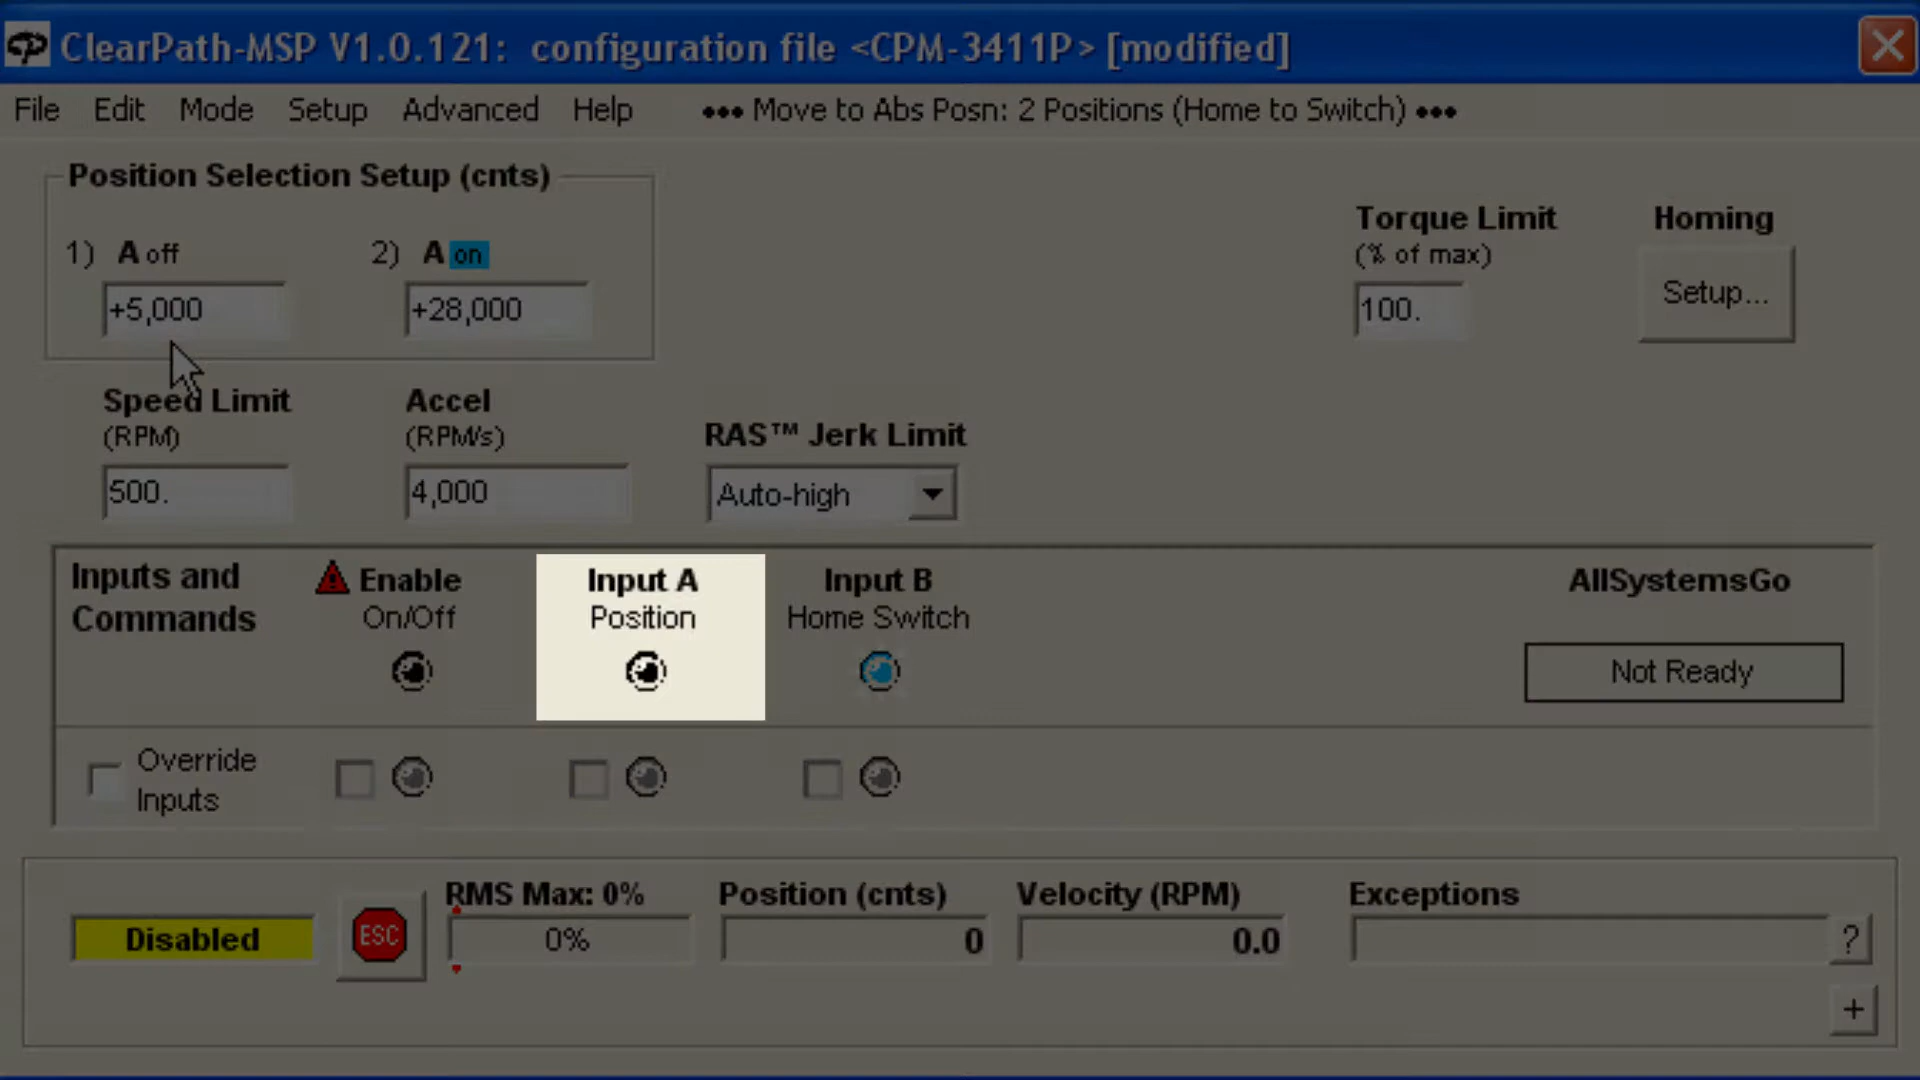 ClearPath-MSP V1.0.121: configuration file <CPM-3411P> [modified]
File Edit Mode Setup Advanced Help ••• Move to Abs Posn: 2 Positions (Home to Switch) •••
Position Selection Setup (cnts)
1) A off 2) A on
+5,000 +28,000
Torque Limit
(% of max)
100.
Homing
Setup...
Speed Limit
(RPM)
500.
Accel
(RPM/s)
4,000
RAS™ Jerk Limit
Auto-high
Inputs and
Commands
Enable
On/Off
Input A
Position
Input B
Home Switch
AllSystemsGo
Not Ready
Override
Inputs
Disabled
ESC
RMS Max: 0%
0%
Position (cnts)
0
Velocity (RPM)
0.0
Exceptions
?
+